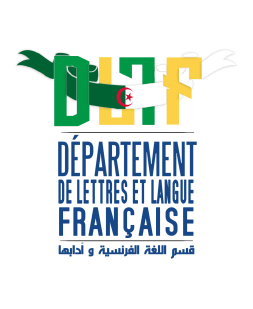 DLLF
DÉPARTEMENT
DE LETTRES ET LANGUE
FRANÇAISE
قسم اللغة الفرنسية و آدابها